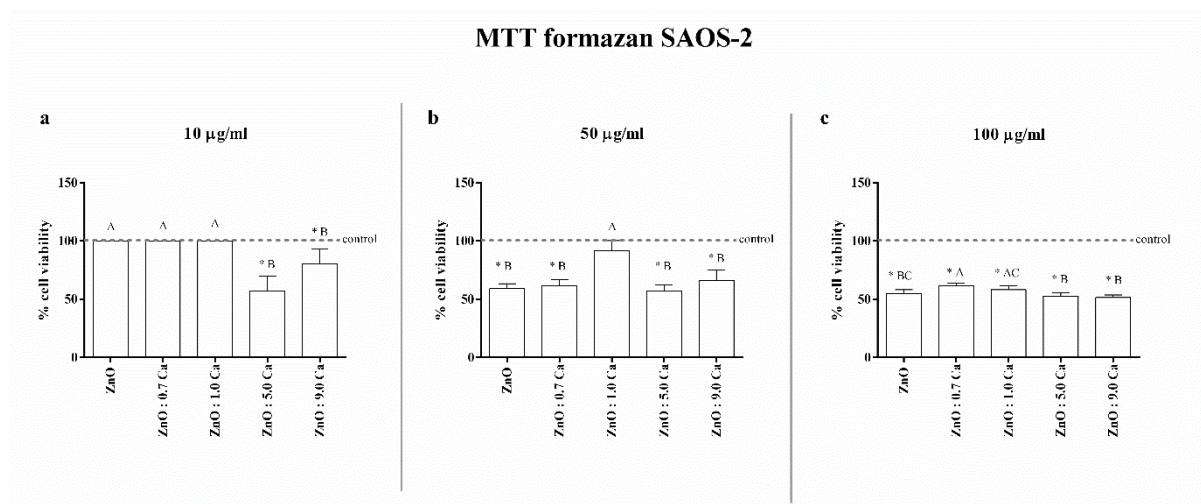 MTT formazan SAOS-2
a
10 µg/ml
% cell viability
150
100
50
0
A
A
A
* B
* B
control
ZnO
ZnO : 0.7 Ca
ZnO : 1.0 Ca
ZnO : 5.0 Ca
ZnO : 9.0 Ca
b
50 µg/ml
% cell viability
150
100
50
0
* B
* B
A
* B
* B
control
ZnO
ZnO : 0.7 Ca
ZnO : 1.0 Ca
ZnO : 5.0 Ca
ZnO : 9.0 Ca
c
100 µg/ml
% cell viability
150
100
50
0
* BC
* A
* AC
* B
* B
control
ZnO
ZnO : 0.7 Ca
ZnO : 1.0 Ca
ZnO : 5.0 Ca
ZnO : 9.0 Ca